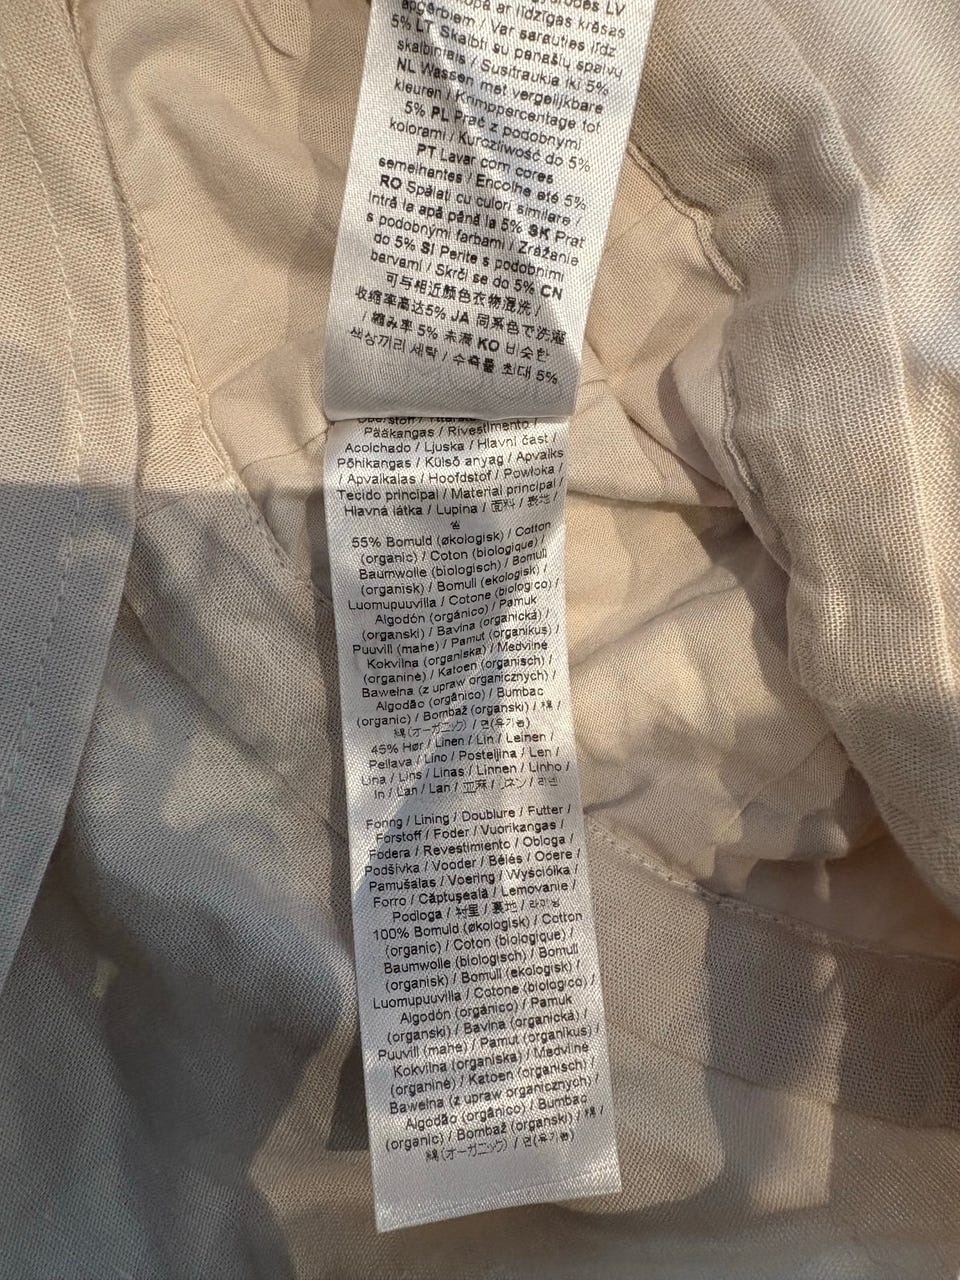 LV
ar līdzīgas krāsas
apģērbiem / Var sarauties līdz
5% LT Skalbti su panašių spalvų
skalbiniais / Susitraukia iki 5%
NL Wassen met vergelijkbare
kleuren / Krimppercentage tot
5% PL Prać z podobnymi
kolorami / Kurczliwość do 5%
PT Lavar com cores
semelhantes / Encolhe até 5%
RO Spălați cu culori similare /
Intră la apă până la 5% SK Prať
s podobnými farbami / Zrážanie
do 5% SI Perite s podobnimi
barvami / Skrči se do 5% CN
可与相近颜色衣物混洗 /
收缩率高达5% JA 同系色で洗濯
/ 縮み率 5% 未満 KO 비슷한
색상끼리 세탁 / 수축률 최대 5%
Pääkangas / Rivestimento /
Acolchado / Ljuska / Hlavní část /
Põhikangas / Külső anyag / Apvalks
/ Apvalkalas / Hoofdstof / Powłoka /
Tecido principal / Material principal /
Hlavná látka / Lupina / 面料 / 表地 /
55% Bomuld (økologisk) / Cotton
(organic) / Coton (biologique) /
Baumwolle (biologisch) / Bomull
(organisk) / Bomull (ekologisk) /
Luomupuuvilla / Cotone (biologico) /
Algodón (orgánico) / Pamuk
(organski) / Bavlna (organická) /
Puuvill (mahe) / Pamut (organikus) /
Kokvilna (organiska) / Medvilnė
(organinė) / Katoen (organisch) /
Bawełna (z upraw organicznych) /
Algodão (orgânico) / Bumbac
(organic) / Bombaž (organski) / 棉 /
綿(オーガニック) / 면(유기농)
45% Hør / Linen / Lin / Leinen /
Pellava / Lino / Posteljina / Len /
Lina / Lins / Linas / Linnen / Linho /
In / Lan / Lan / 亚麻 / リネン / 리넨
Foring / Lining / Doublure / Futter /
Forstoff / Foder / Vuorikangas /
Fodera / Revestimiento / Obloga /
Podšívka / Vooder / Bélés / Odere /
Pamušalas / Voering / Wyściółka /
Forro / Căptușeală / Lemovanie /
Podloga / 衬里 / 裏地 / 라이닝
100% Bomuld (økologisk) / Cotton
(organic) / Coton (biologique) /
Baumwolle (biologisch) / Bomull
(organisk) / Bomull (ekologisk) /
Luomupuuvilla / Cotone (biologico) /
Algodón (orgánico) / Pamuk
(organski) / Bavlna (organická) /
Puuvill (mahe) / Pamut (organikus) /
Kokvilna (organiska) / Medvilnė
(organinė) / Katoen (organisch) /
Bawełna (z upraw organicznych) /
Algodão (orgânico) / Bumbac
(organic) / Bombaž (organski) / 棉 /
綿(オーガニック) / 면(유기농)